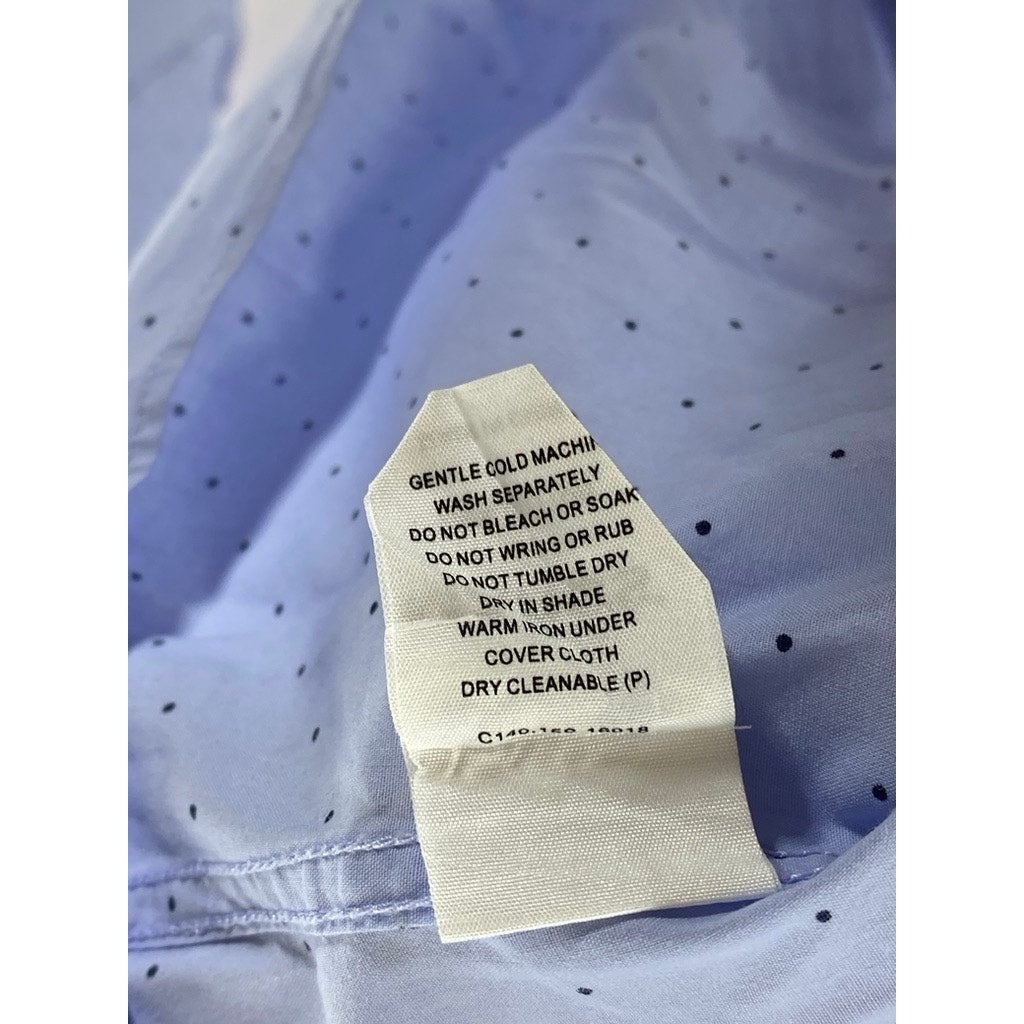 GENTLE COLD MACHIN
WASH SEPARATELY
DO NOT BLEACH OR SOAK
DO NOT WRING OR RUB
DO NOT TUMBLE DRY
DRY IN SHADE
WARM IRON UNDER
COVER CLOTH
DRY CLEANABLE (P)